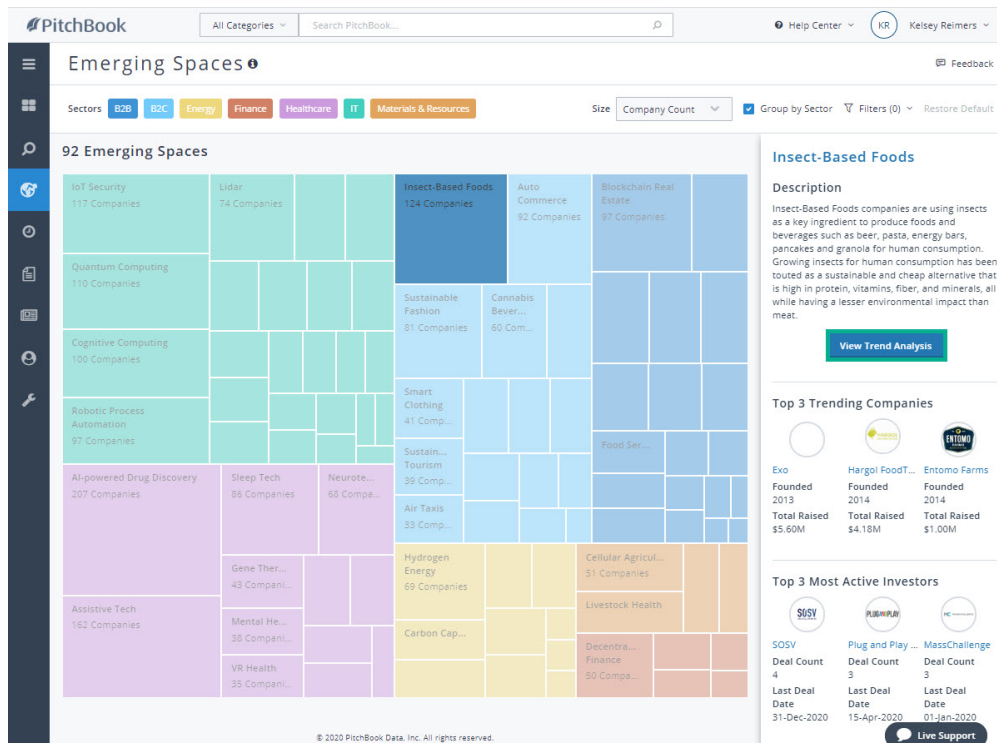 PitchBook
All Categories
Search PitchBook...
Help Center
KR
Kelsey Reimers
Emerging Spaces
Feedback
Sectors
B2B
B2C
Energy
Finance
Healthcare
IT
Materials & Resources
Size
Company Count
Group by Sector
Filters (0)
Restore Default
92 Emerging Spaces
IoT Security
117 Companies
Quantum Computing
110 Companies
Cognitive Computing
100 Companies
Robotic Process
Automation
97 Companies
Lidar
74 Companies
Insect-Based Foods
124 Companies
Auto
Commerce
92 Companies
Blockchain Real
Estate
87 Companies
Sustainable
Fashion
81 Companies
Cannabis
Bever...
60 Com...
Smart
Clothing
41 Comp...
Sustain...
Tourism
39 Comp...
Air Taxis
33 Comp...
Food Ser...
AI-powered Drug Discovery
207 Companies
Assistive Tech
162 Companies
Sleep Tech
86 Companies
Neurote...
68 Compa...
Gene Ther...
43 Compani...
Mental He...
38 Compani...
VR Health
35 Compani...
Hydrogen
Energy
69 Companies
Carbon Cap...
Cellular Agricul...
51 Companies
Livestock Health
Decentra...
Finance
50 Compa...
Insect-Based Foods
Description
Insect-Based Foods companies are using insects
as a key ingredient to produce foods and
beverages such as beer, pasta, energy bars,
pancakes and granola for human consumption.
Growing insects for human consumption has been
touted as a sustainable and cheap alternative that
is high in protein, vitamins, fiber, and minerals, all
while having a lesser environmental impact than
meat.
View Trend Analysis
Top 3 Trending Companies
ENTOMO
Exo
Founded
2013
Total Raised
$5.60M
Hargol FoodT...
Founded
2014
Total Raised
$4.18M
Entomo Farms
Founded
2014
Total Raised
$1.00M
Top 3 Most Active Investors
SOSV
PLUGANDPLAY
SOSV
Deal Count
4
Last Deal
Date
31-Dec-2020
Plug and Play ...
Deal Count
3
Last Deal
Date
15-Apr-2020
MassChallenge
Deal Count
3
Last Deal
Date
01-Jan-2020
Live Support
© 2020 PitchBook Data, Inc. All rights reserved.